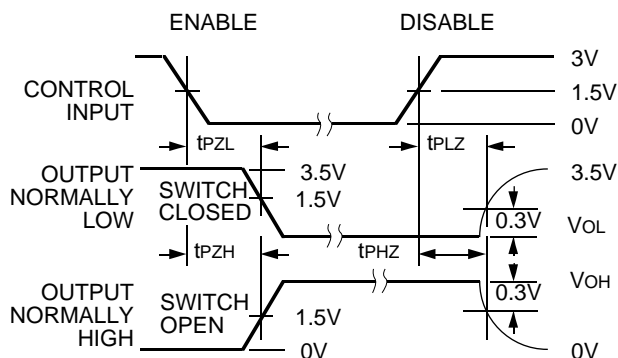 ENABLE DISABLE
3V
CONTROL
INPUT
1.5V
0V
tPZL tPLZ
OUTPUT
NORMALLY
LOW
SWITCH
CLOSED
3.5V
1.5V
3.5V
0.3V
VOL
tPZH tPHZ
VOH
0.3V
OUTPUT
NORMALLY
HIGH
SWITCH
OPEN
1.5V
0V
0V